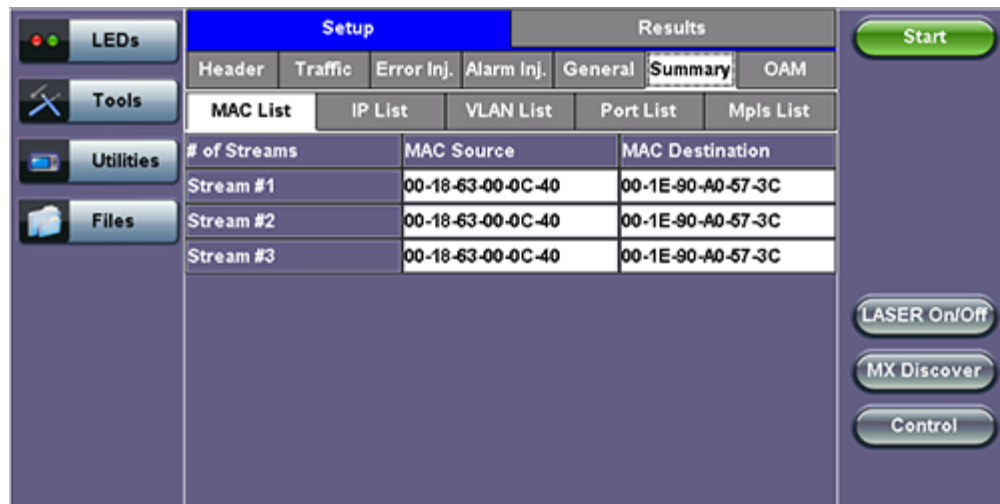 LEDs
Tools
Utilities
Files
Setup Results
Header Traffic Error Inj. Alarm Inj. General Summary OAM
MAC List IP List VLAN List Port List Mpls List
# of Streams MAC Source MAC Destination
Stream #1 00-18-63-00-0C-40 00-1E-90-A0-57-3C
Stream #2 00-18-63-00-0C-40 00-1E-90-A0-57-3C
Stream #3 00-18-63-00-0C-40 00-1E-90-A0-57-3C
Start
LASER On/Off
MX Discover
Control